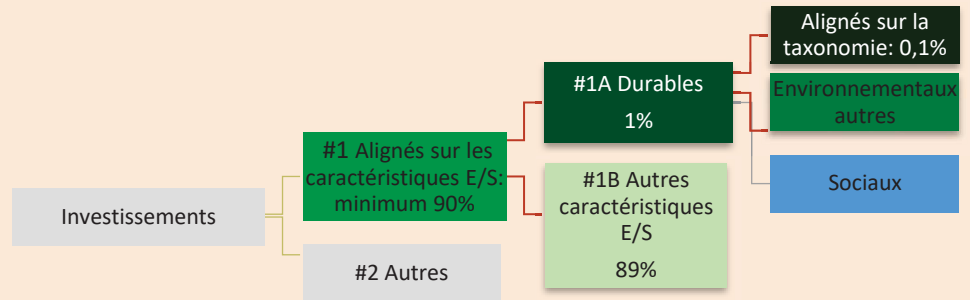 Investissements
#1 Alignés sur les
caractéristiques E/S:
minimum 90%
#2 Autres
#1A Durables
1%
#1B Autres
caractéristiques
E/S
89%
Alignés sur la
taxonomie: 0,1%
Environnementaux
autres
Sociaux